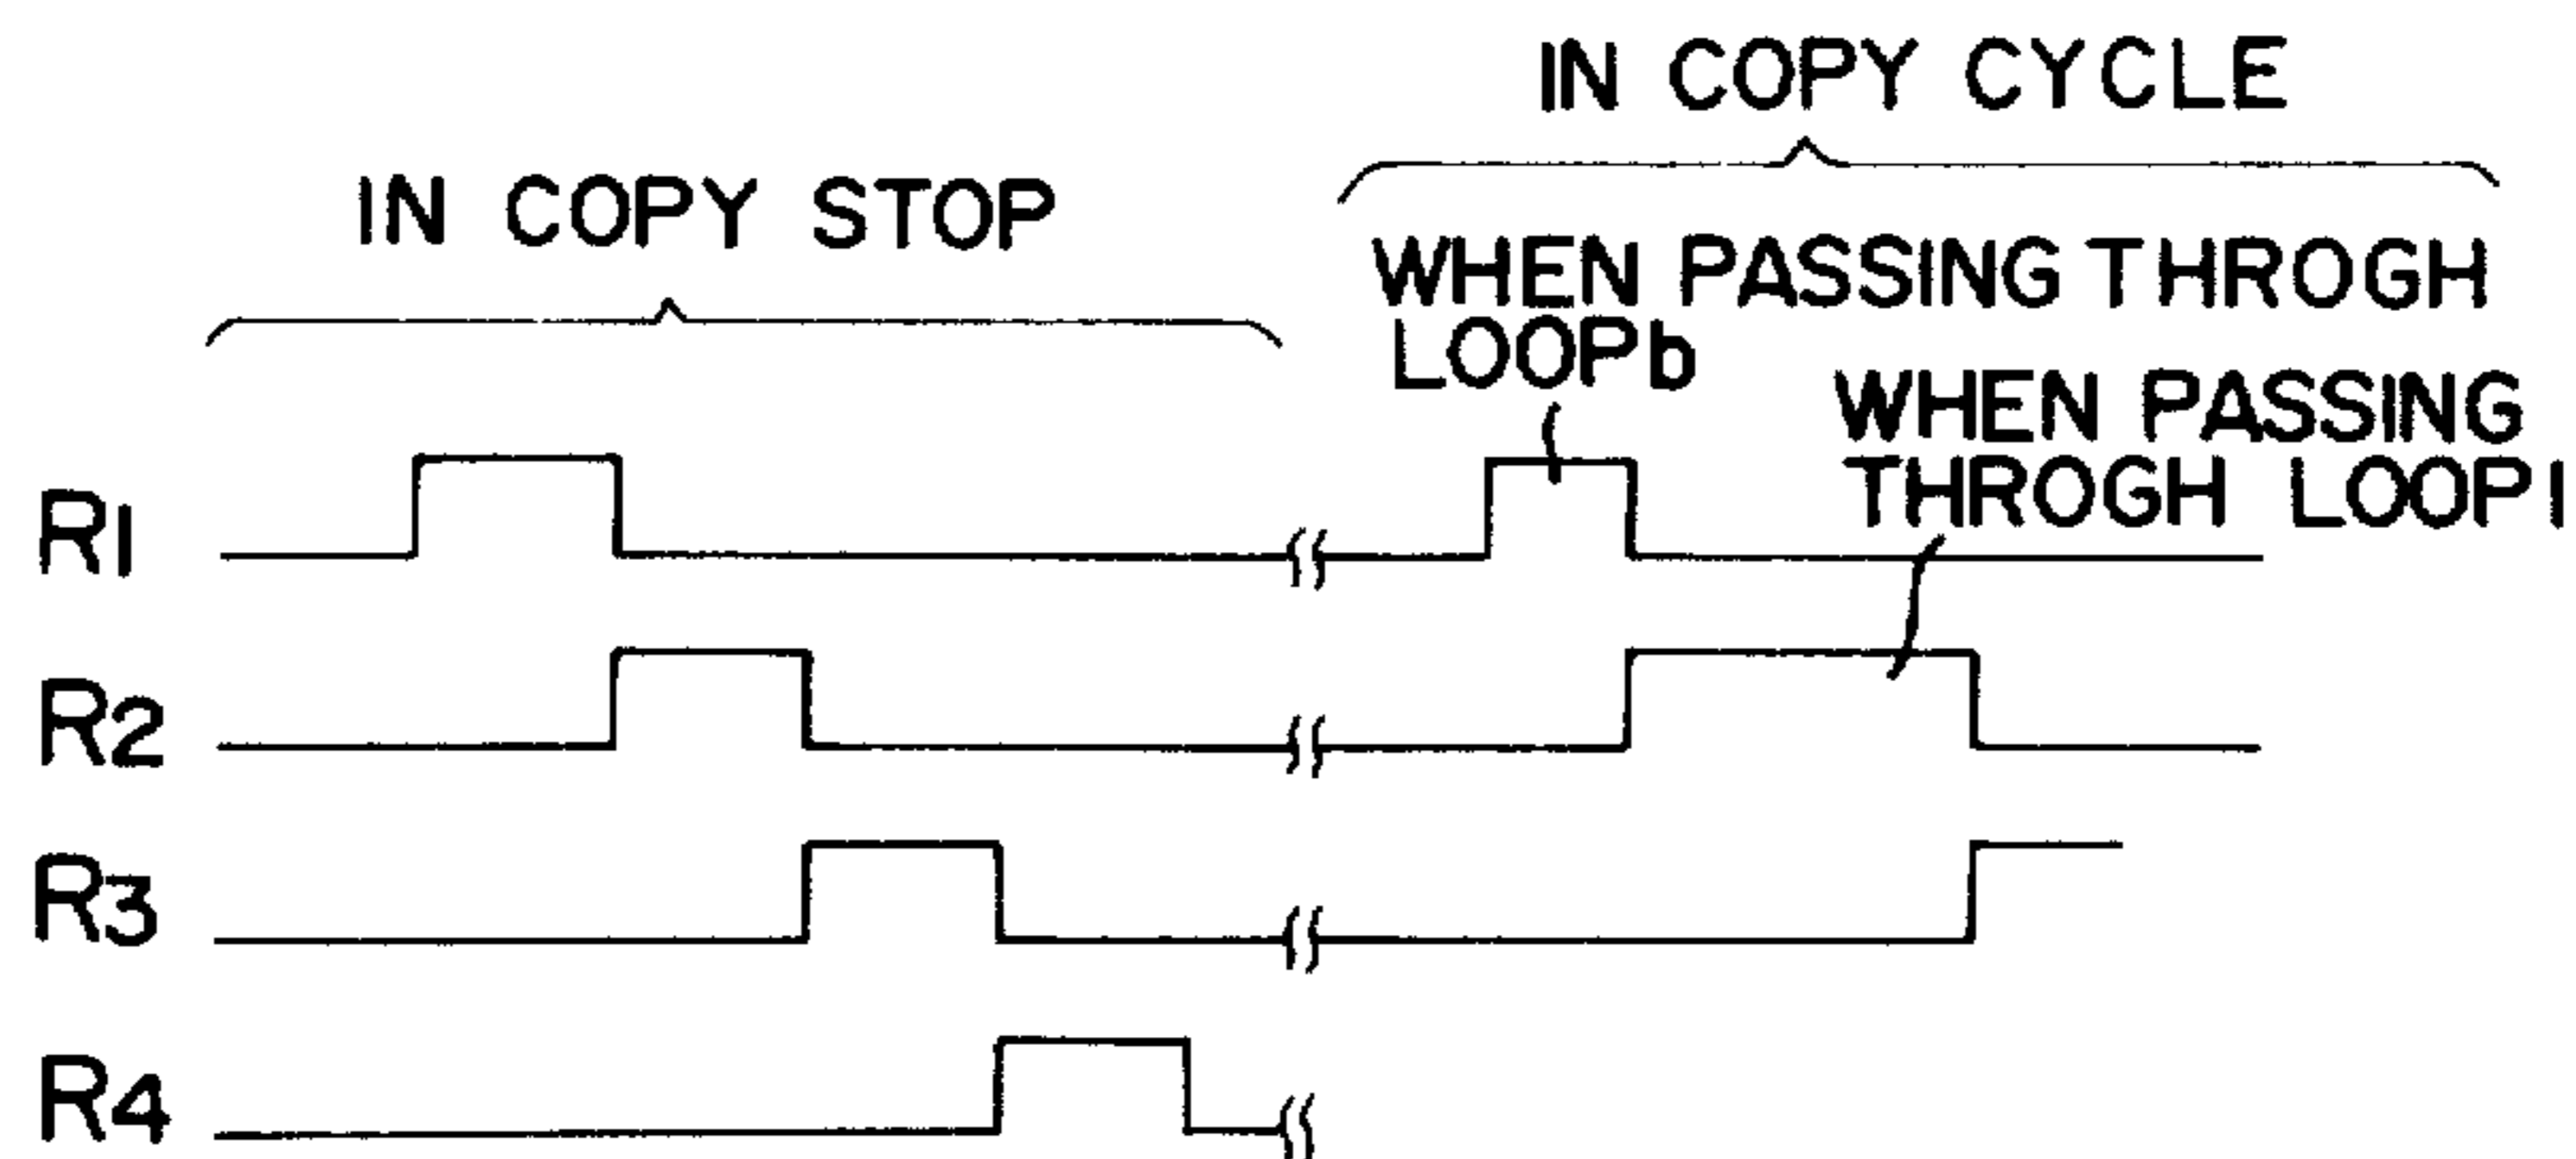 IN COPY CYCLE
IN COPY STOP
WHEN PASSING THROGH
LOOPb
WHEN PASSING
THROGH LOOP1
R1
R2
R3
R4